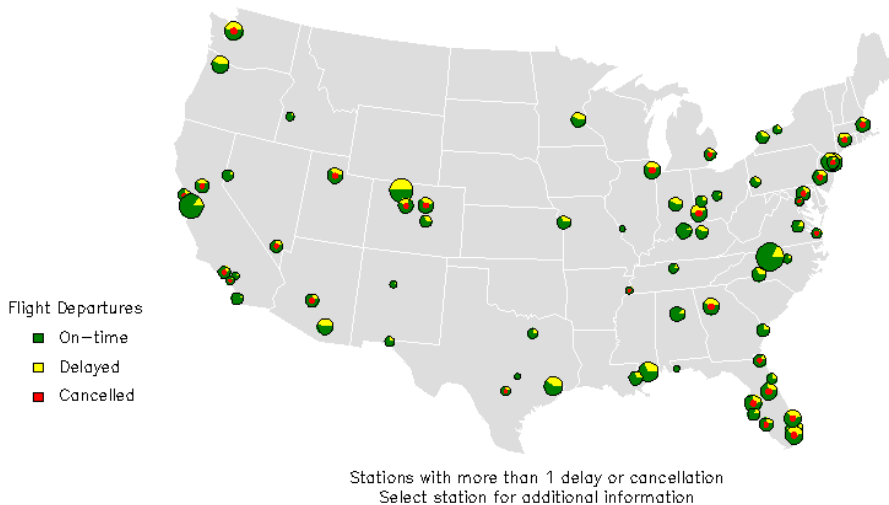 Flight Departures
On-time
Delayed
Cancelled
Stations with more than 1 delay or cancellation
Select station for additional information